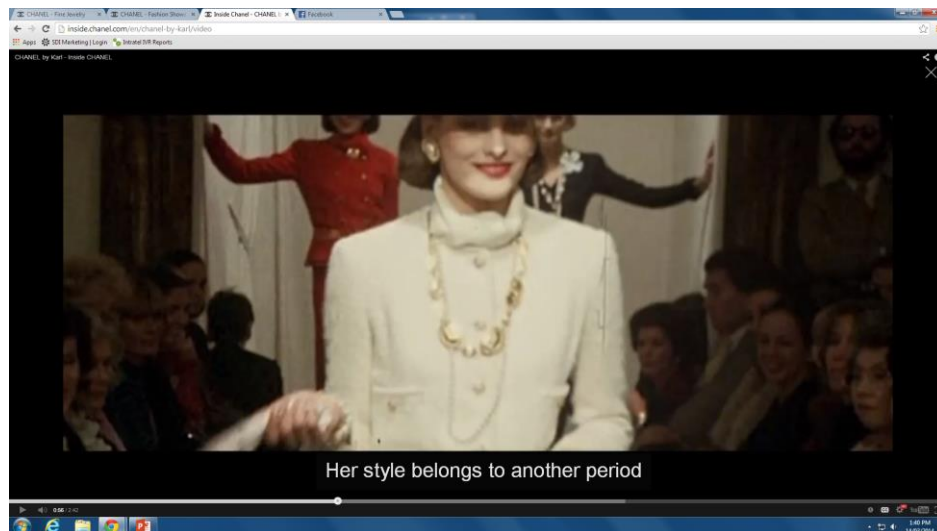 CHANEL - Fine Jewelry
CHANEL - Fashion Shows
Inside Chanel - CHANEL b
Facebook
inside.chanel.com/en/chanel-by-karl/video
Apps
SDI Marketing | Login
Intratel IVR Reports
CHANEL by Karl - Inside CHANEL
Her style belongs to another period
0:56 / 2:42
1:40 PM